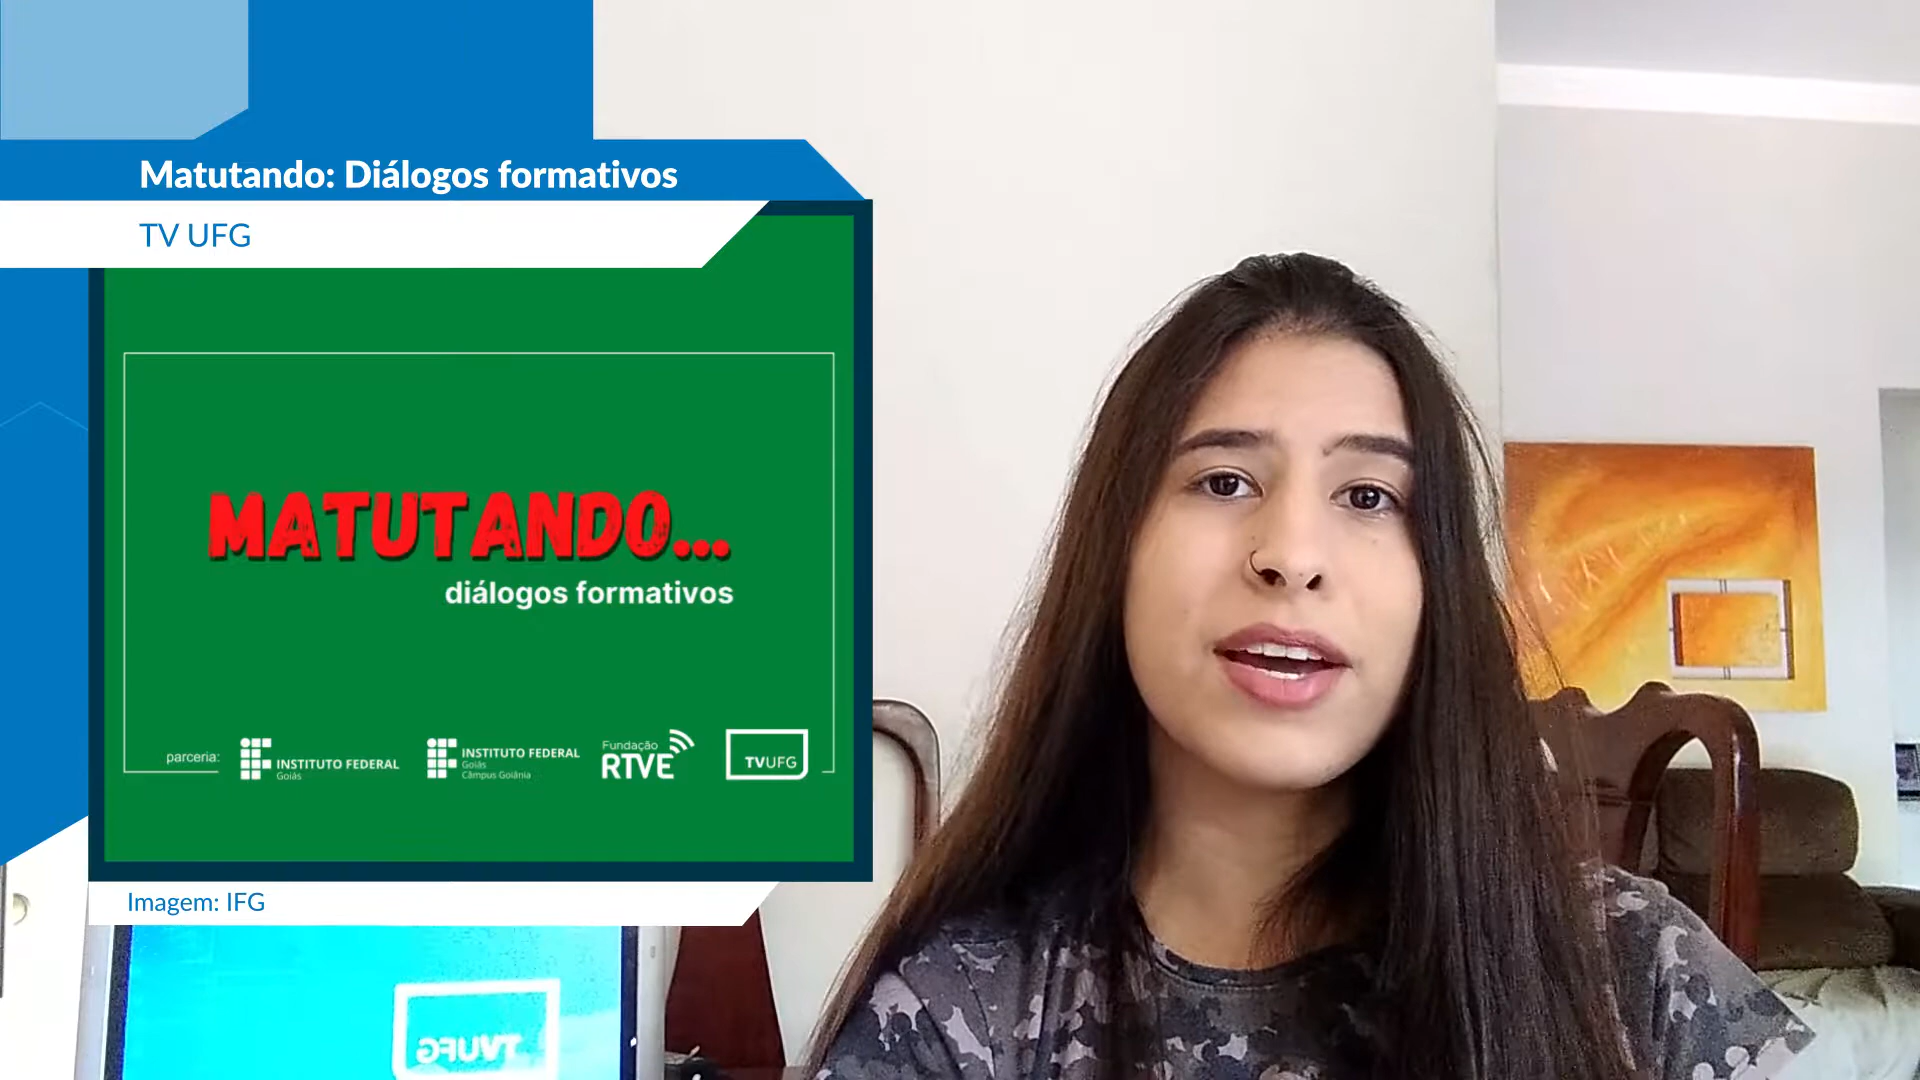 Matutando: Diálogos formativos
TV UFG
MATUTANDO...
diálogos formativos
parceria:
INSTITUTO FEDERAL
Goiás
INSTITUTO FEDERAL
Goiás
Câmpus Goiânia
Fundação
RTVE
TVUFG
Imagem: IFG
TVUFG